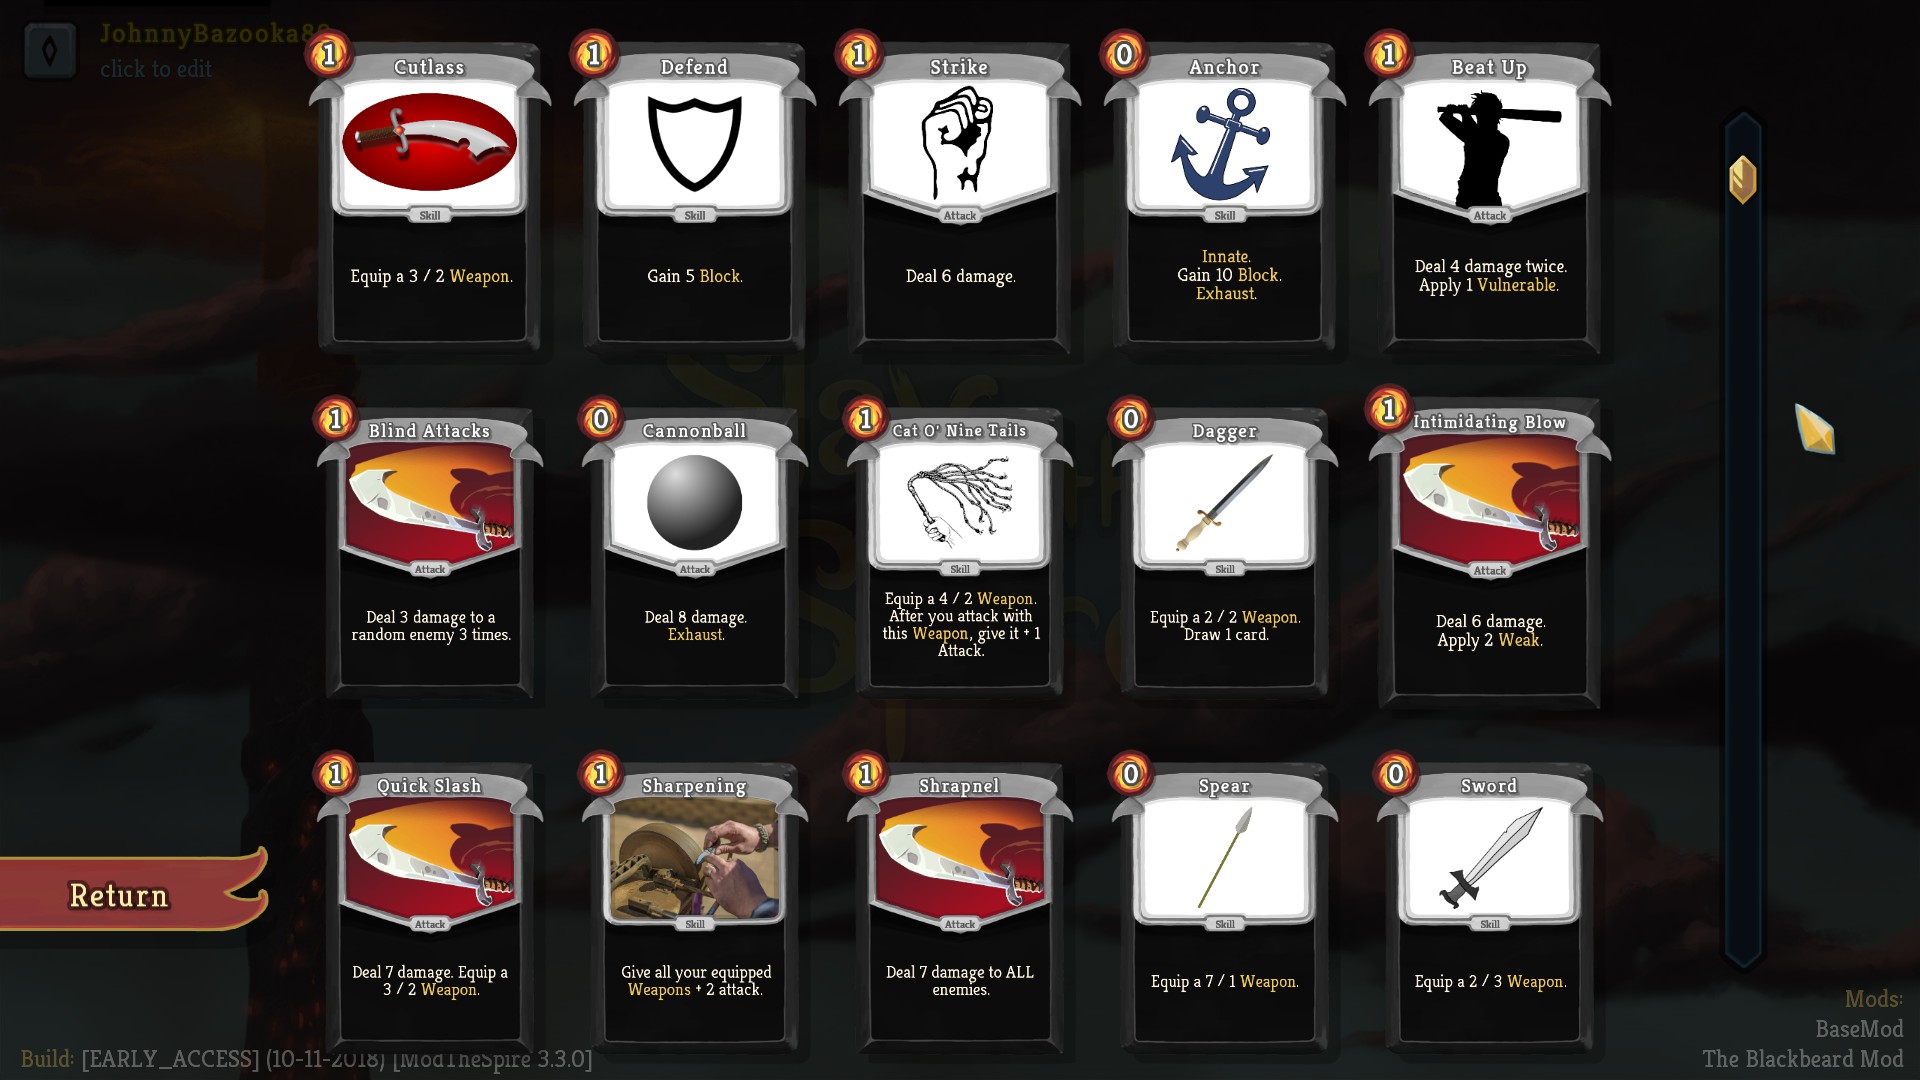 JohnnyBazooka8
click to edit
1
Cutlass
Skill
Equip a 3 / 2 Weapon.
1
Defend
Skill
Gain 5 Block.
1
Strike
Attack
Deal 6 damage.
0
Anchor
Skill
Innate.
Gain 10 Block.
Exhaust.
1
Beat Up
Attack
Deal 4 damage twice.
Apply 1 Vulnerable.
1
Blind Attacks
Attack
Deal 3 damage to a
random enemy 3 times.
0
Cannonball
Attack
Deal 8 damage.
Exhaust.
1
Cat O' Nine Tails
Skill
Equip a 4 / 2 Weapon.
After you attack with
this Weapon, give it + 1
Attack.
0
Dagger
Skill
Equip a 2 / 2 Weapon.
Draw 1 card.
1
Intimidating Blow
Attack
Deal 6 damage.
Apply 2 Weak.
1
Quick Slash
Attack
Deal 7 damage. Equip a
3 / 2 Weapon.
1
Sharpening
Skill
Give all your equipped
Weapons + 2 attack.
1
Shrapnel
Attack
Deal 7 damage to ALL
enemies.
0
Spear
Skill
Equip a 7 / 1 Weapon.
0
Sword
Skill
Equip a 2 / 3 Weapon.
Return
Build: [EARLY_ACCESS] (10-11-2018) [ModTheSpire 3.3.0]
Mods:
BaseMod
The Blackbeard Mod